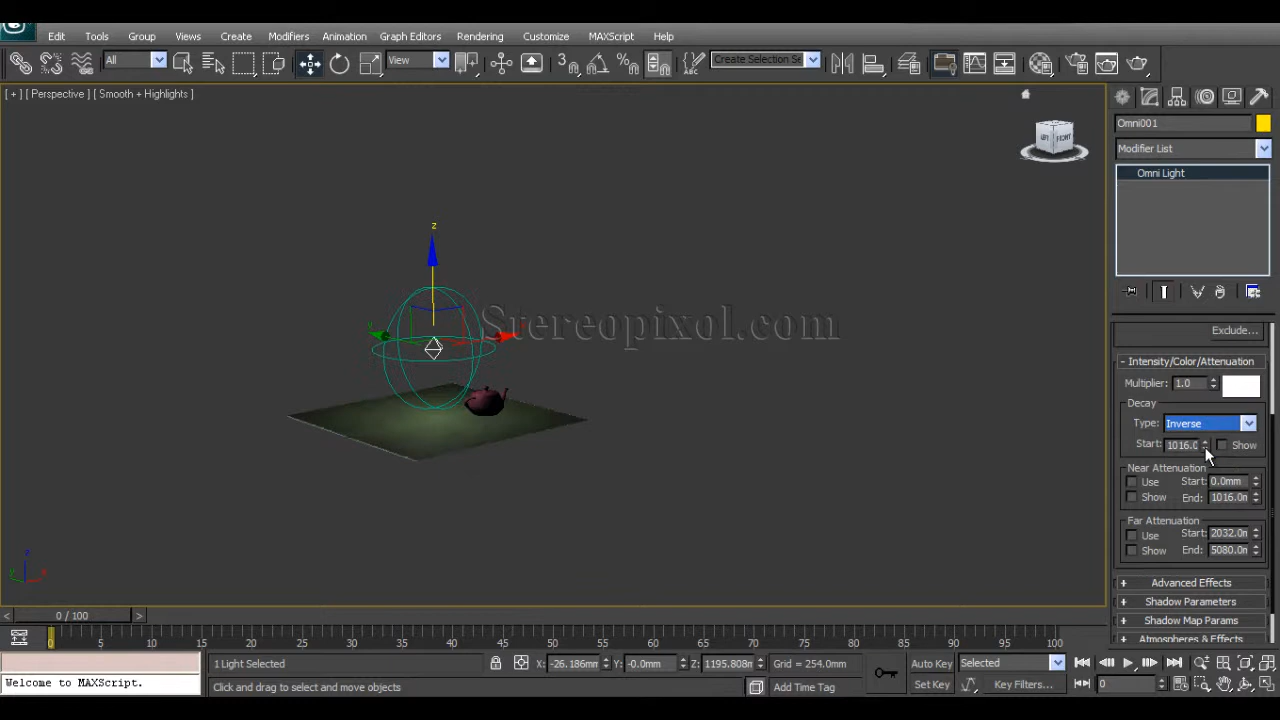 Edit Tools Group Views Create Modifiers Animation Graph Editors Rendering Customize MAXScript Help
All View 3 Create Selection Se
[ + ] [ Perspective ] [ Smooth + Highlights ]
FRONT
Omni001
Modifier List
Omni Light
z
Stereopixol.com
Exclude...
- Intensity/Color/Attenuation
Multiplier: 1.0
Decay
Type: Inverse
Start: 1016.0 Show
Near Attenuation
Use Start: 0.0mm
Show End: 1016.0m
Far Attenuation
Use Start: 2032.0m
Show End: 5080.0m
+ Advanced Effects
+ Shadow Parameters
+ Shadow Map Params
+ Atmospheres & Effects
z
y x
< 0 / 100 >
0 5 10 15 20 25 30 35 40 45 50 55 60 65 70 75 80 85 90 95 100
1 Light Selected X: -26.186mm Y: -0.0mm Z: 1195.808m Grid = 254.0mm Auto Key Selected
Welcome to MAXScript. Click and drag to select and move objects Add Time Tag Set Key Key Filters... 0